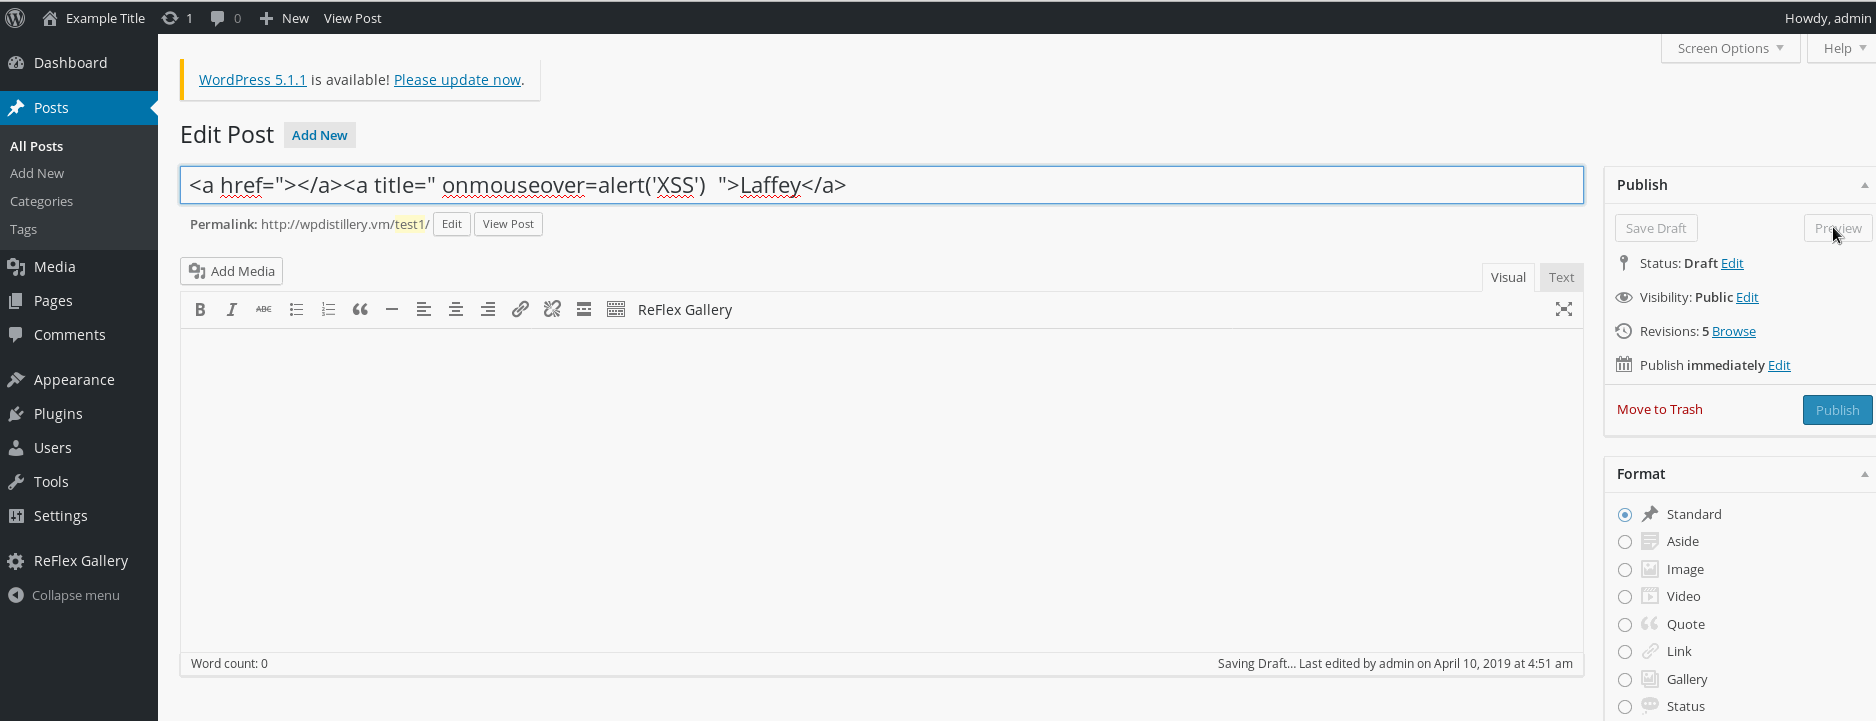 Example Title 1 0 New View Post Howdy, admin
Screen Options Help
Dashboard
Posts
All Posts
Add New
Categories
Tags
Media
Pages
Comments
Appearance
Plugins
Users
Tools
Settings
ReFlex Gallery
Collapse menu
WordPress 5.1.1 is available! Please update now.
Edit Post Add New
<a href="></a><a title=" onmouseover=alert('XSS')  ">Laffey</a>
Permalink: http://wpdistillery.vm/test1/ Edit View Post
Add Media
Visual Text
B I ABC ReFlex Gallery
Word count: 0 Saving Draft... Last edited by admin on April 10, 2019 at 4:51 am
Publish
Save Draft Preview
Status: Draft Edit
Visibility: Public Edit
Revisions: 5 Browse
Publish immediately Edit
Move to Trash Publish
Format
Standard
Aside
Image
Video
Quote
Link
Gallery
Status